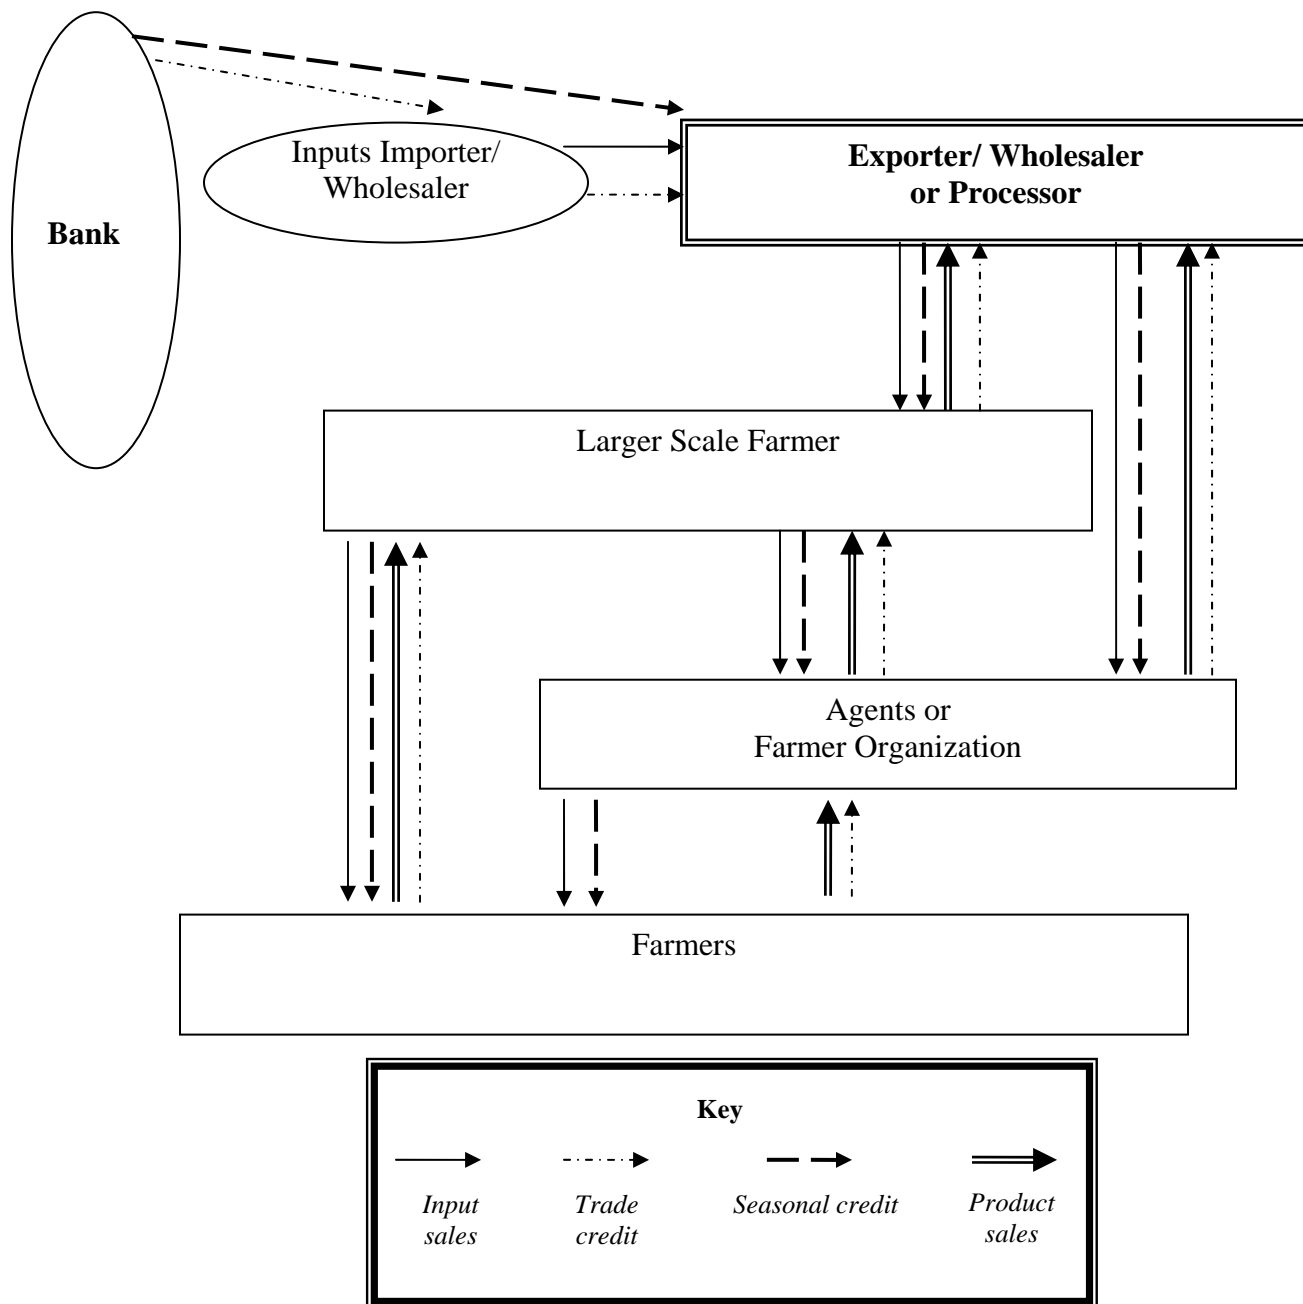 Inputs Importer/
Wholesaler
Exporter/ Wholesaler
or Processor
Bank
Larger Scale Farmer
Agents or
Farmer Organization
Farmers
Key
Input
sales
Trade
credit
Seasonal credit
Product
sales